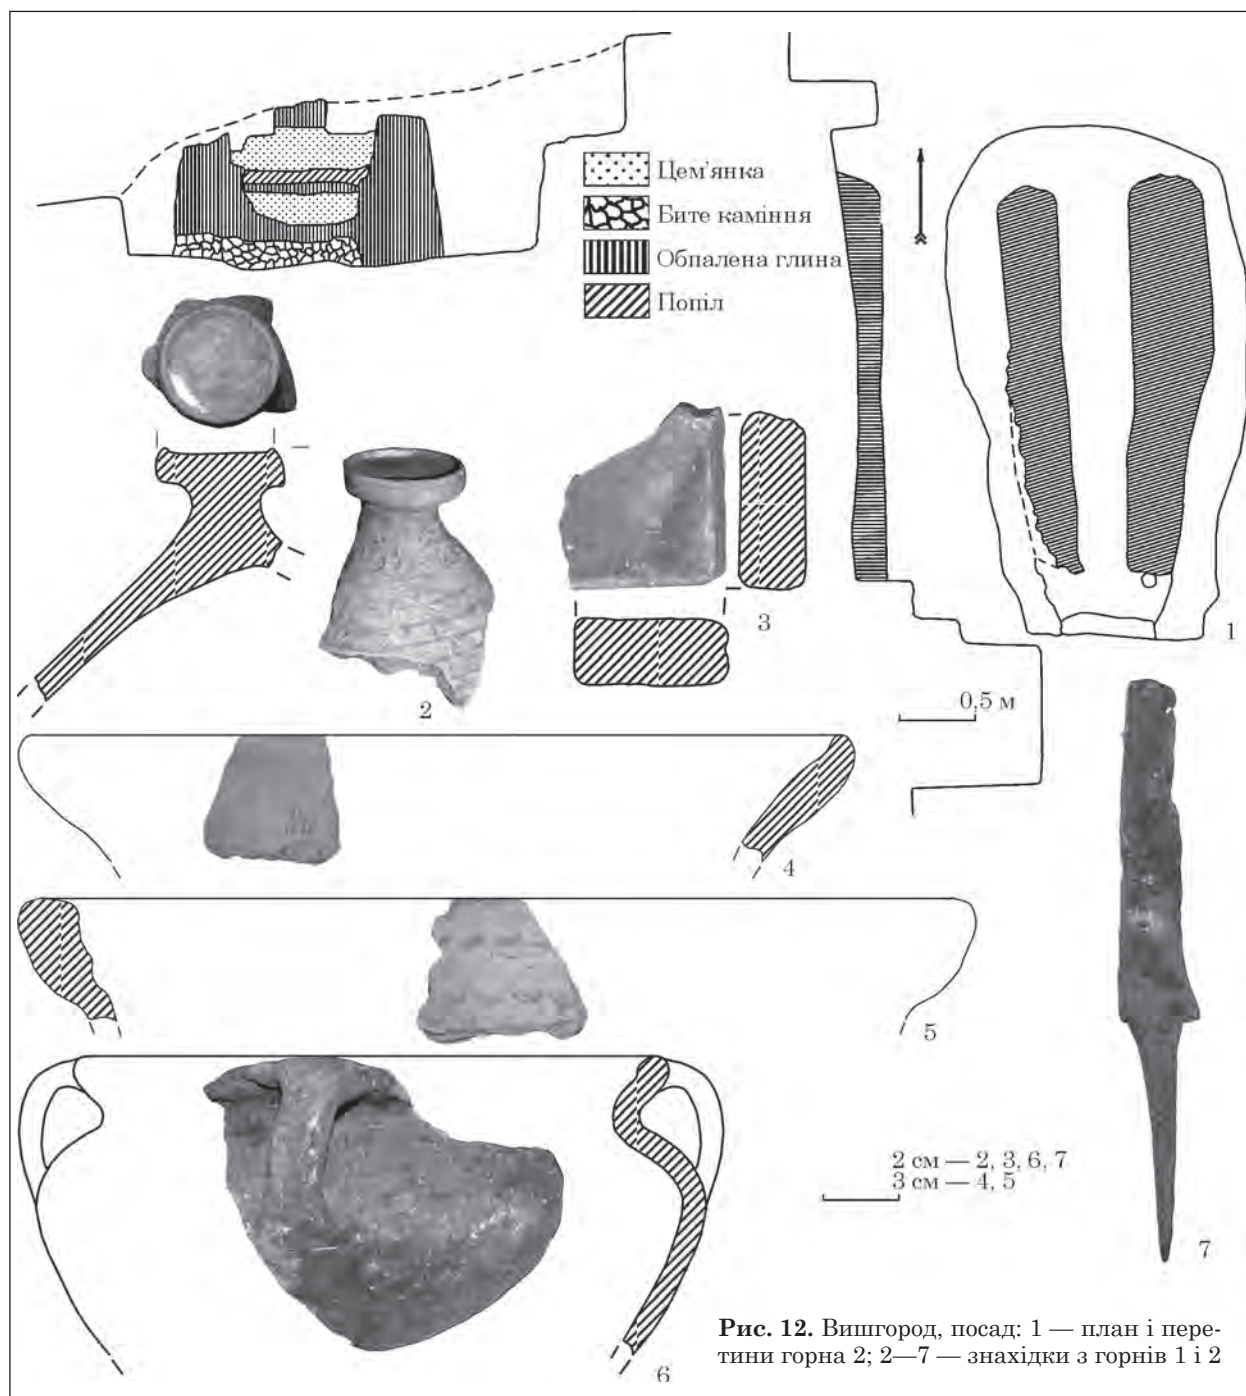 Цем'янка
Бите каміння
Обпалена глина
Попіл
1
2
3
0,5 м
4
5
2 см — 2, 3, 6, 7
3 см — 4, 5
6
7
Рис. 12. Вишгород, посад: 1 — план і пере-
тини горна 2; 2—7 — знахідки з горнів 1 і 2